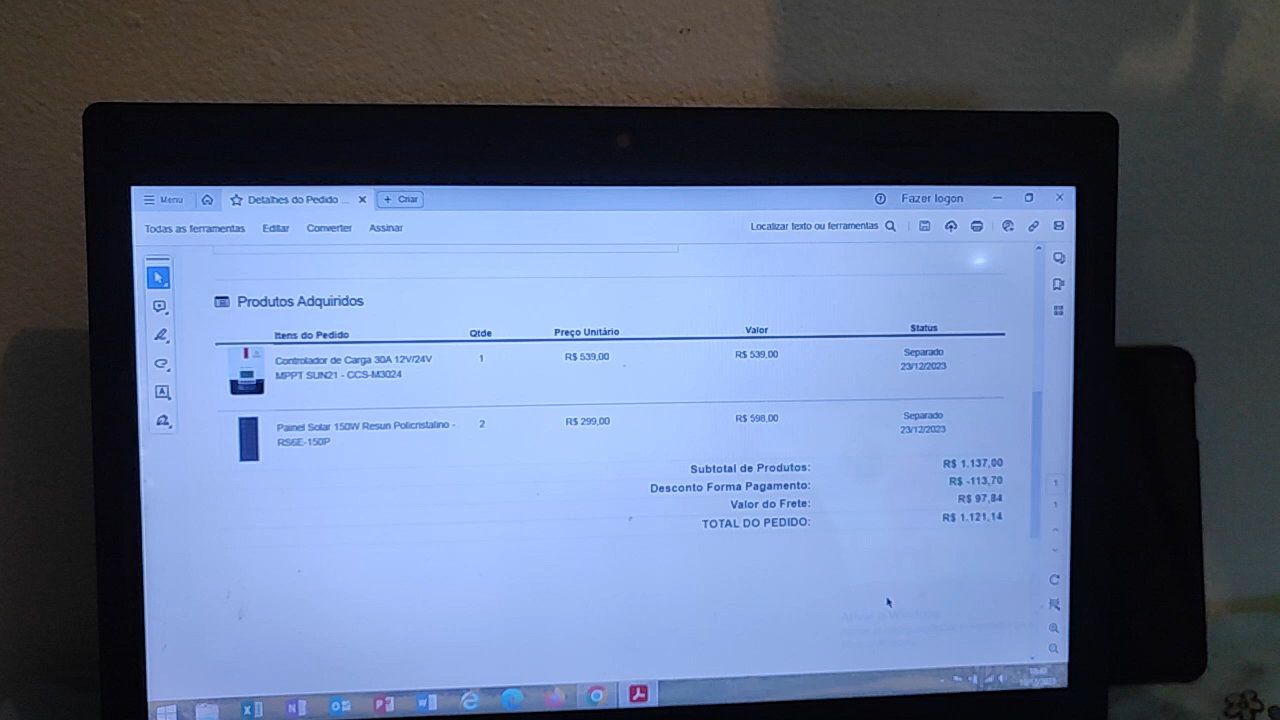 Menu
Detalhes do Pedido ...
Criar
Fazer logon
Todas as ferramentas Editar Converter Assinar
Localizar texto ou ferramentas
Produtos Adquiridos
Itens do Pedido Qtde Preço Unitário Valor Status
Controlador de Carga 30A 12V/24V 1 R$ 539,00 R$ 539,00 Separado
MPPT SUN21 - CCS-M3024 23/12/2023
Painel Solar 150W Resun Policristalino - 2 R$ 299,00 R$ 598,00 Separado
RS6E-150P 23/12/2023
Subtotal de Produtos: R$ 1.137,00
Desconto Forma Pagamento: R$ -113,70
Valor do Frete: R$ 97,84
TOTAL DO PEDIDO: R$ 1.121,14
1
1